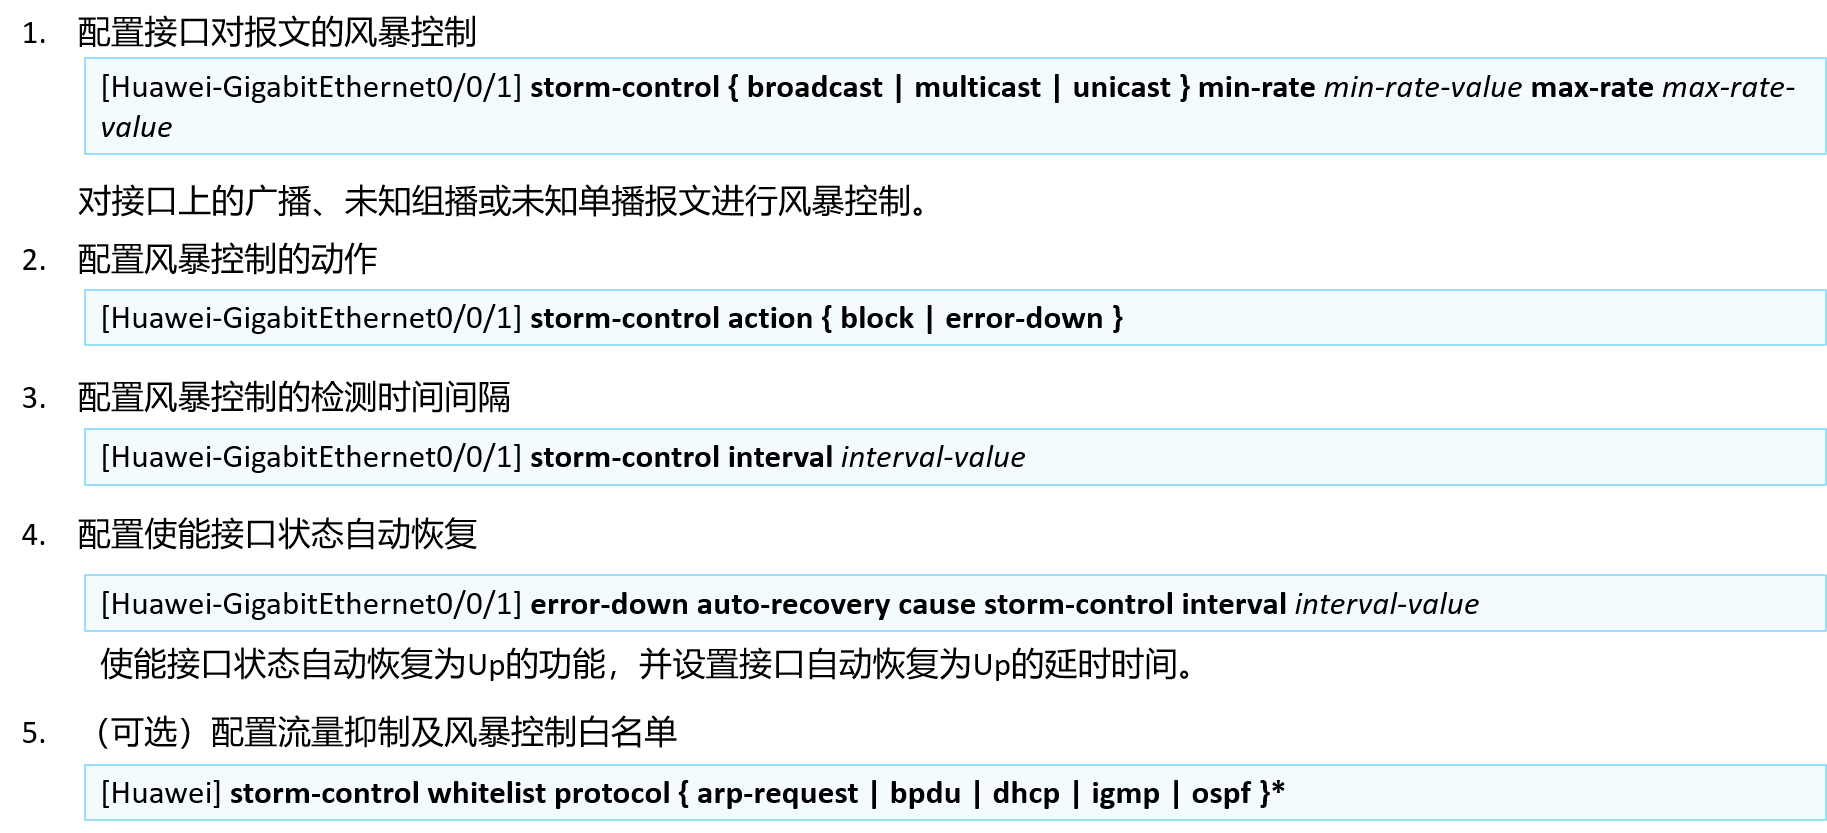 1. 配置接口对报文的风暴控制
[Huawei-GigabitEthernet0/0/1] storm-control { broadcast | multicast | unicast } min-rate min-rate-value max-rate max-rate-
value
对接口上的广播、未知组播或未知单播报文进行风暴控制。
2. 配置风暴控制的动作
[Huawei-GigabitEthernet0/0/1] storm-control action { block | error-down }
3. 配置风暴控制的检测时间间隔
[Huawei-GigabitEthernet0/0/1] storm-control interval interval-value
4. 配置使能接口状态自动恢复
[Huawei-GigabitEthernet0/0/1] error-down auto-recovery cause storm-control interval interval-value
使能接口状态自动恢复为Up的功能，并设置接口自动恢复为Up的延时时间。
5. （可选）配置流量抑制及风暴控制白名单
[Huawei] storm-control whitelist protocol { arp-request | bpdu | dhcp | igmp | ospf }*